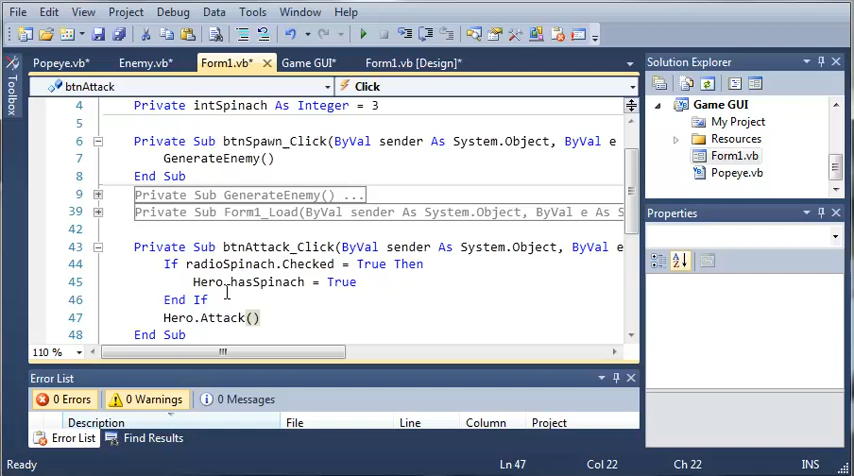 File Edit View Project Debug Data Tools Window Help
Popeye.vb* Enemy.vb* Form1.vb* Game GUI* Form1.vb [Design]*
Toolbox
btnAttack Click
4 Private intSpinach As Integer = 3
5
6 Private Sub btnSpawn_Click(ByVal sender As System.Object, ByVal e
7 GenerateEnemy()
8 End Sub
9 Private Sub GenerateEnemy() ...
39 Private Sub Form1_Load(ByVal sender As System.Object, ByVal e As S
42
43 Private Sub btnAttack_Click(ByVal sender As System.Object, ByVal e
44 If radioSpinach.Checked = True Then
45 Hero.hasSpinach = True
46 End If
47 Hero.Attack()
48 End Sub
110 %
Error List
0 Errors 0 Warnings 0 Messages
Description File Line Column Project
Error List Find Results
Solution Explorer
Game GUI
My Project
Resources
Form1.vb
Popeye.vb
Properties
Ready Ln 47 Col 22 Ch 22 INS